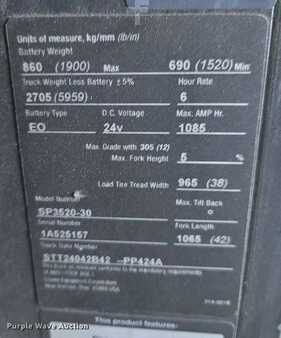 Units of measure, kg/mm (lb/in)
Battery Weight
860 (1900) Max 690 (1520) Min
Truck Weight Less Battery ± 5% Hour Rate
2705 (5959) 6
Battery Type D.C. Voltage Max. AMP Hr.
EO 24v 1085
Max. Grade with 305 (12)
Max. Fork Height 5 %
Load Tire Tread Width 965 (38)
Model Number Max. Tilt Back
SP3520-30 °
Serial Number Fork Length
1A525157 1065 (42)
Truck Data Number
STT24042B42 -PP424A
Purple Wave Auction
This product features: